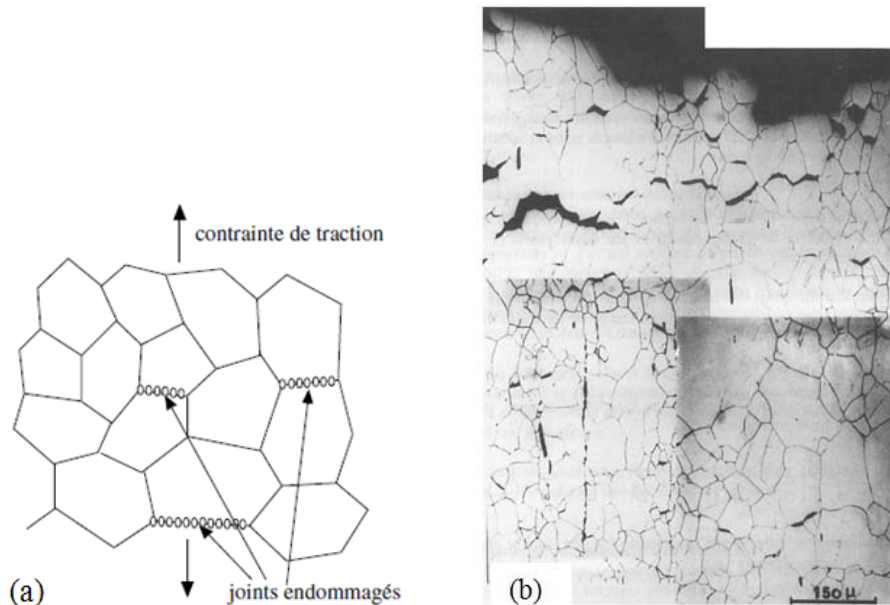 contrainte de traction
joints endommagés
(a)
(b)
150 µ